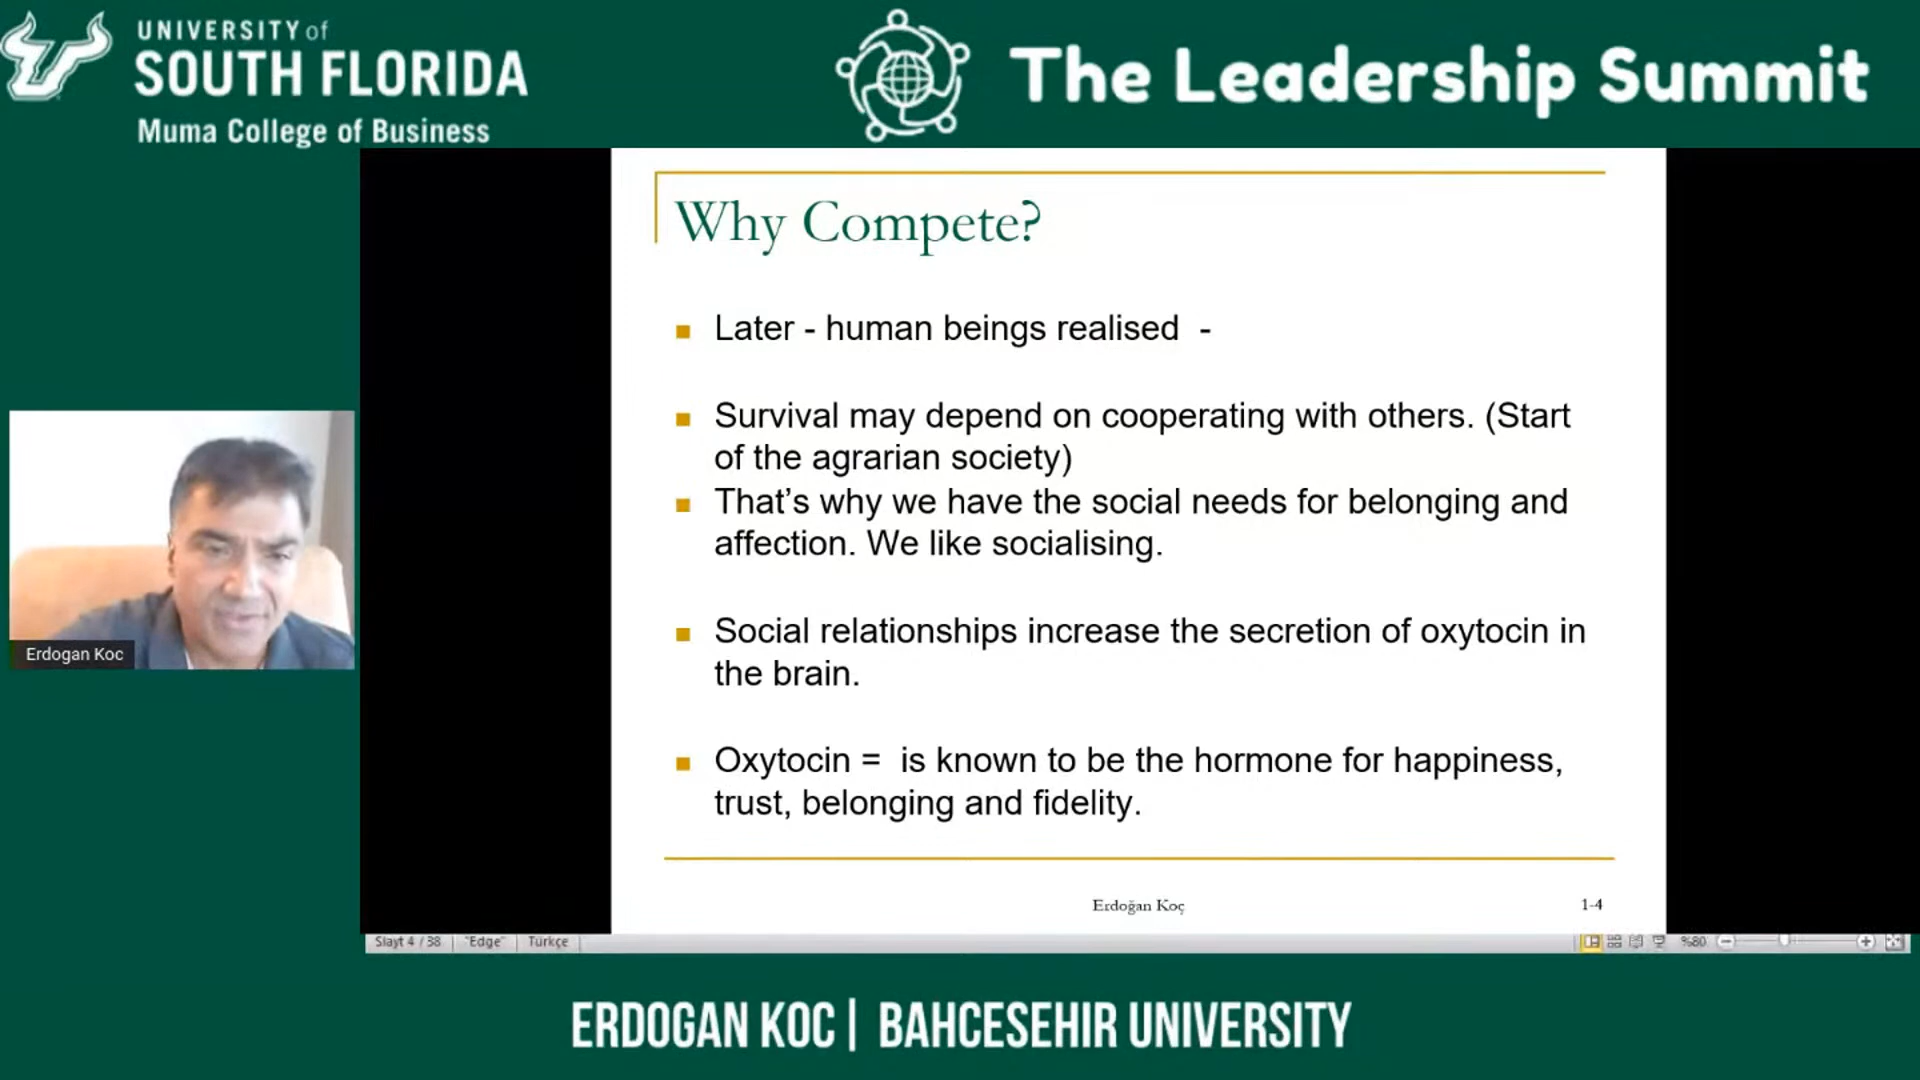 UNIVERSITY of
SOUTH FLORIDA
Muma College of Business
The Leadership Summit
Why Compete?
Later - human beings realised -
Survival may depend on cooperating with others. (Start
of the agrarian society)
That’s why we have the social needs for belonging and
affection. We like socialising.
Social relationships increase the secretion of oxytocin in
the brain.
Oxytocin = is known to be the hormone for happiness,
trust, belonging and fidelity.
Erdoğan Koç
1-4
Erdogan Koc
Slayt 4 / 38
"Edge"
Türkçe
%80
ERDOGAN KOC | BAHCESEHIR UNIVERSITY